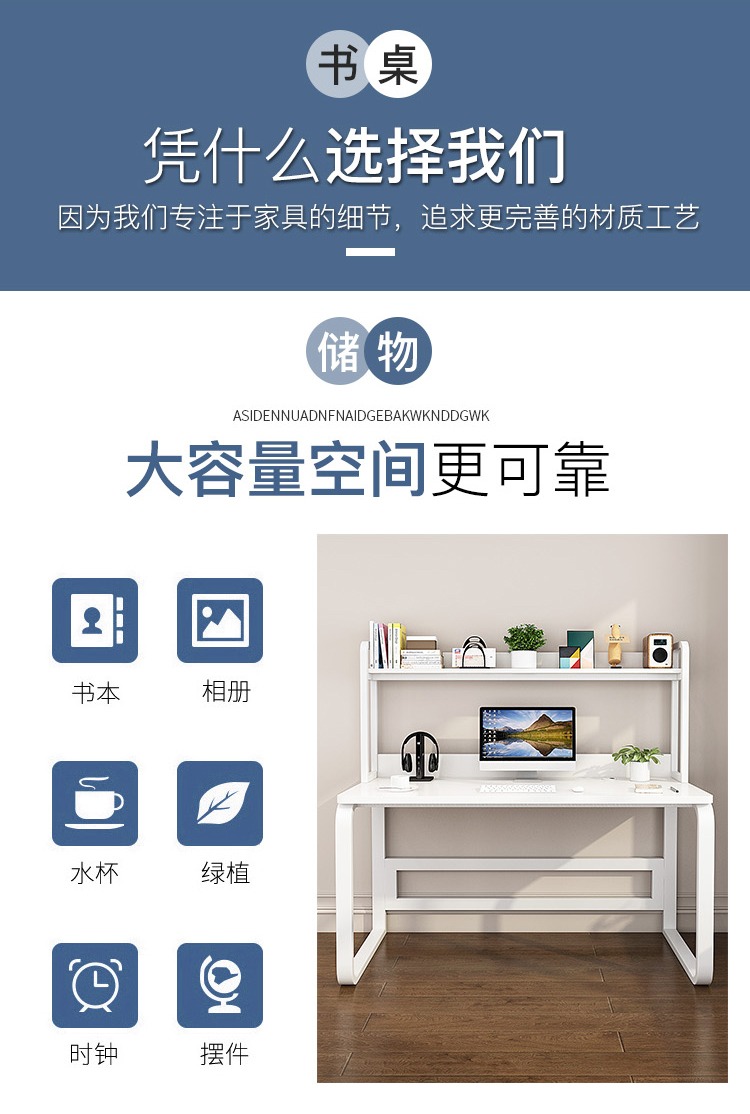 书桌
凭什么选择我们
因为我们专注于家具的细节，追求更完善的材质工艺
储物
ASIDENNUADNFNAIDGEBAKWKNDDGWK
大容量空间更可靠
书本
相册
水杯
绿植
时钟
摆件